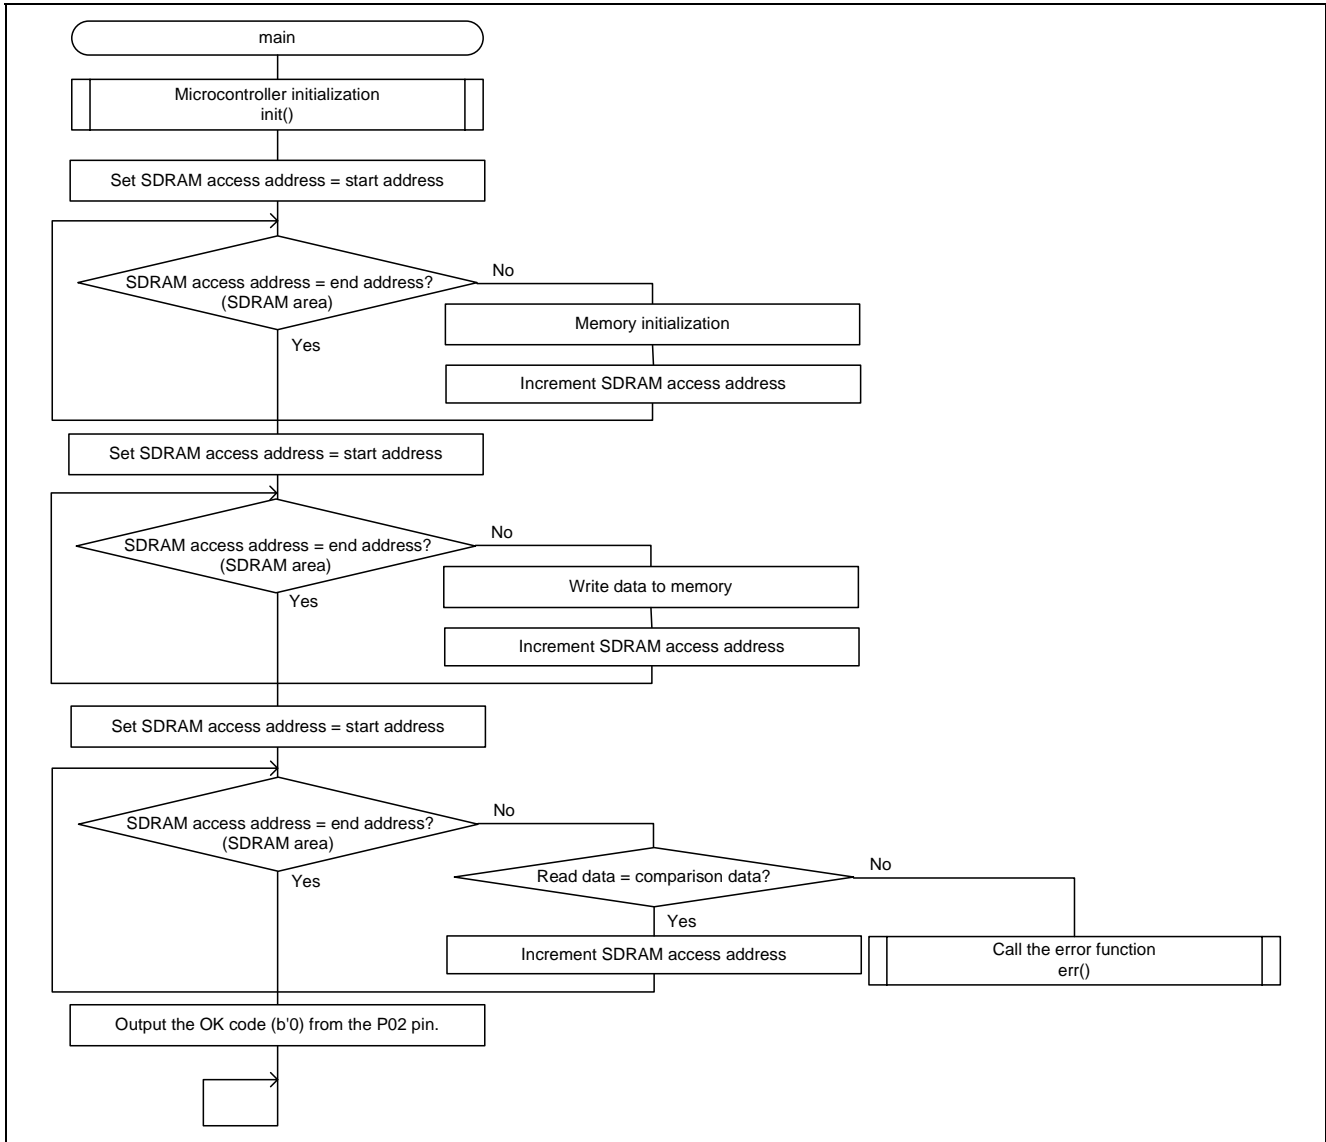 main
Microcontroller initialization
init()
Set SDRAM access address = start address
SDRAM access address = end address?
(SDRAM area)
No
Yes
Memory initialization
Increment SDRAM access address
Set SDRAM access address = start address
SDRAM access address = end address?
(SDRAM area)
No
Yes
Write data to memory
Increment SDRAM access address
Set SDRAM access address = start address
SDRAM access address = end address?
(SDRAM area)
No
Yes
Read data = comparison data?
No
Yes
Increment SDRAM access address
Call the error function
err()
Output the OK code (b'0) from the P02 pin.